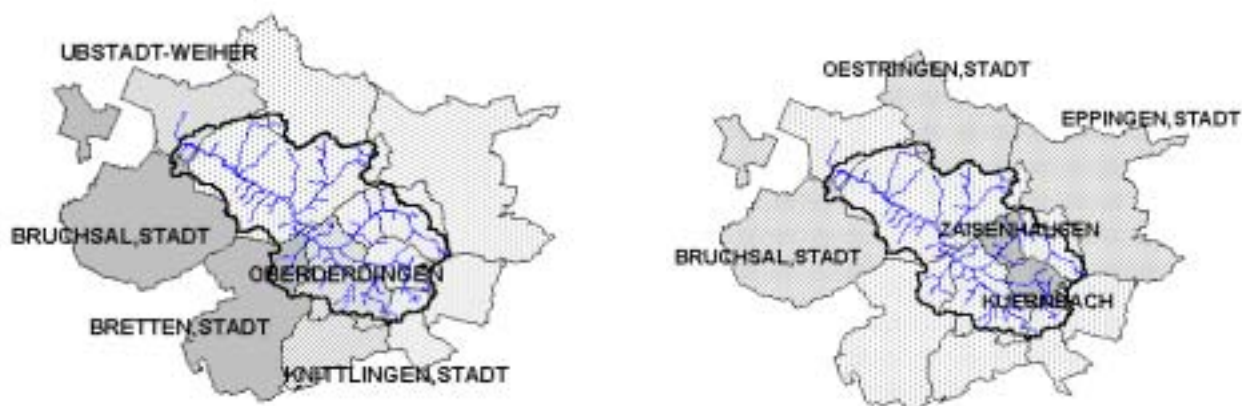 UBSTADT-WEIHER
BRUCHSAL,STADT
OBERDERDINGEN
BRETTEN,STADT
KNITTLINGEN,STADT
OESTRINGEN,STADT
EPPINGEN,STADT
ZAISENHAUSEN
BRUCHSAL,STADT
KUERNBACH